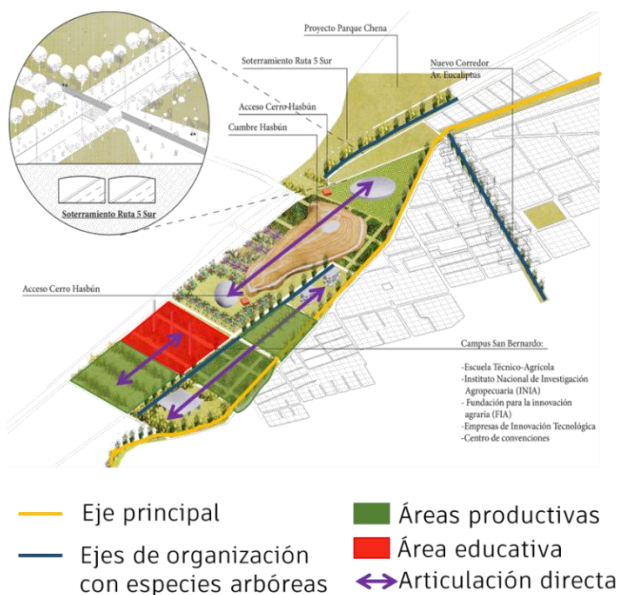 Proyecto Parque Chena
Soterramiento Ruta 5 Sur
Nuevo Corredor
Av. Eucaliptus
Acceso Cerro Hasbún
Cumbre Hasbún
Soterramiento Ruta 5 Sur
Acceso Cerro Hasbún
Campus San Bernardo:
-Escuela Técnico-Agrícola
-Instituto Nacional de Investigación
Agropecuaria (INIA)
- Fundación para la innovación
agraria (FIA)
-Empresas de Innovación Tecnológica
-Centro de convenciones
Eje principal
Ejes de organización
con especies arbóreas
Áreas productivas
Área educativa
Articulación directa